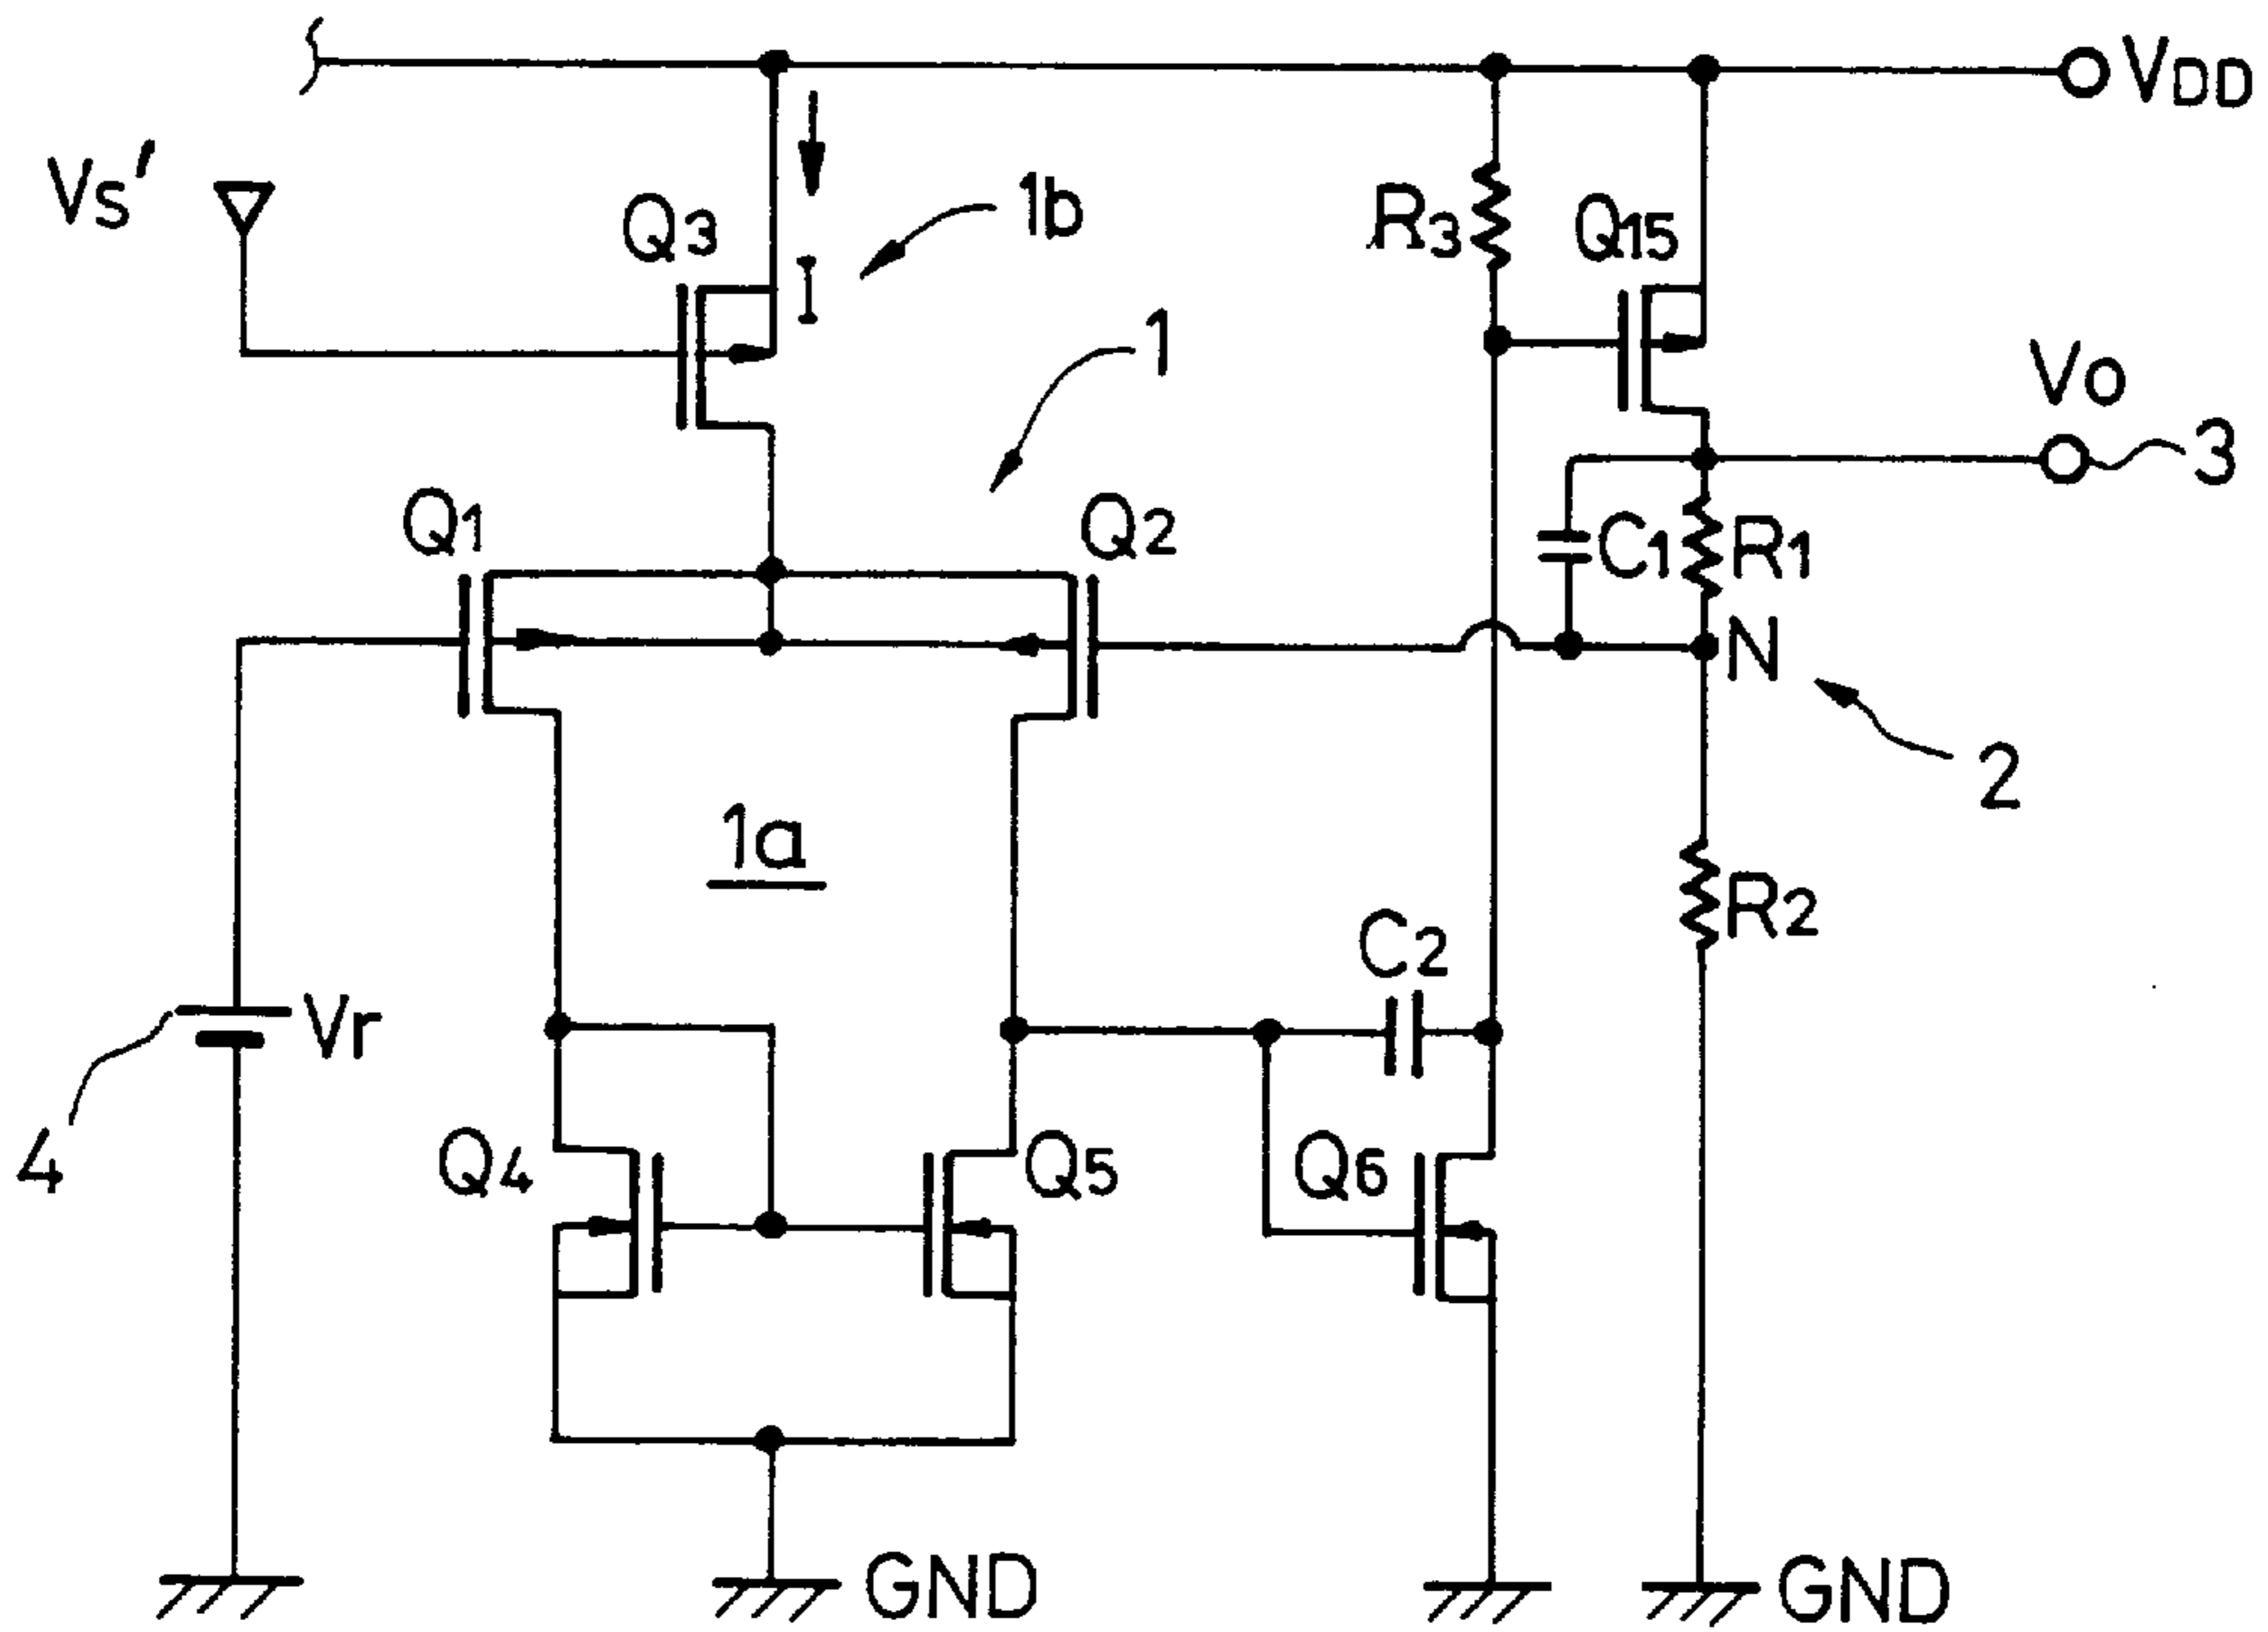 VDD
Vs'
Q3
1b
R3
Q15
I
1
Vo
3
Q1
Q2
C1
R1
N
2
1a
R2
C2
Vr
4
Q4
Q5
Q6
GND
GND